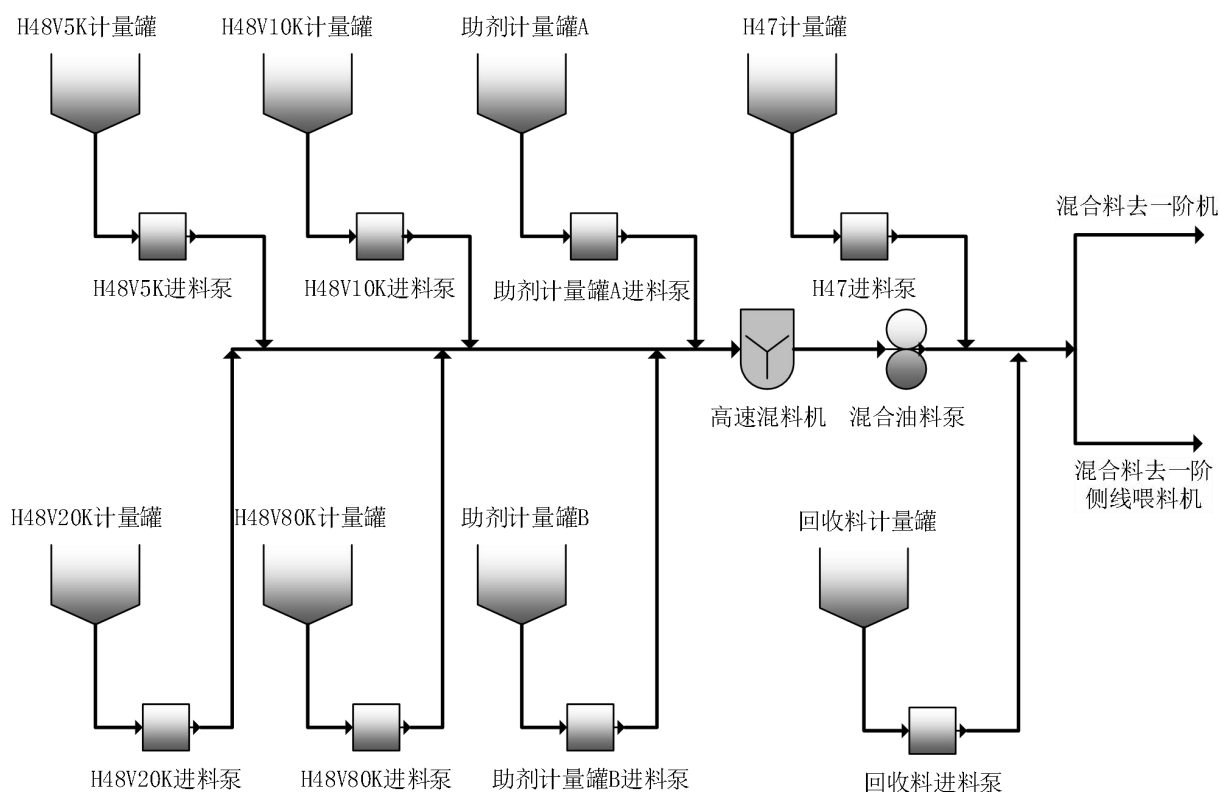 H48V5K计量罐
H48V10K计量罐
助剂计量罐A
H47计量罐
混合料去一阶机
H48V5K进料泵
H48V10K进料泵
助剂计量罐A进料泵
H47进料泵
高速混料机
混合油料泵
混合料去一阶
侧线喂料机
H48V20K计量罐
H48V80K计量罐
助剂计量罐B
回收料计量罐
H48V20K进料泵
H48V80K进料泵
助剂计量罐B进料泵
回收料进料泵